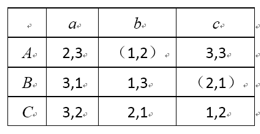 a b c
A 2,3 （1,2） 3,3
B 3,1 1,3 （2,1）
C 3,2 2,1 1,2